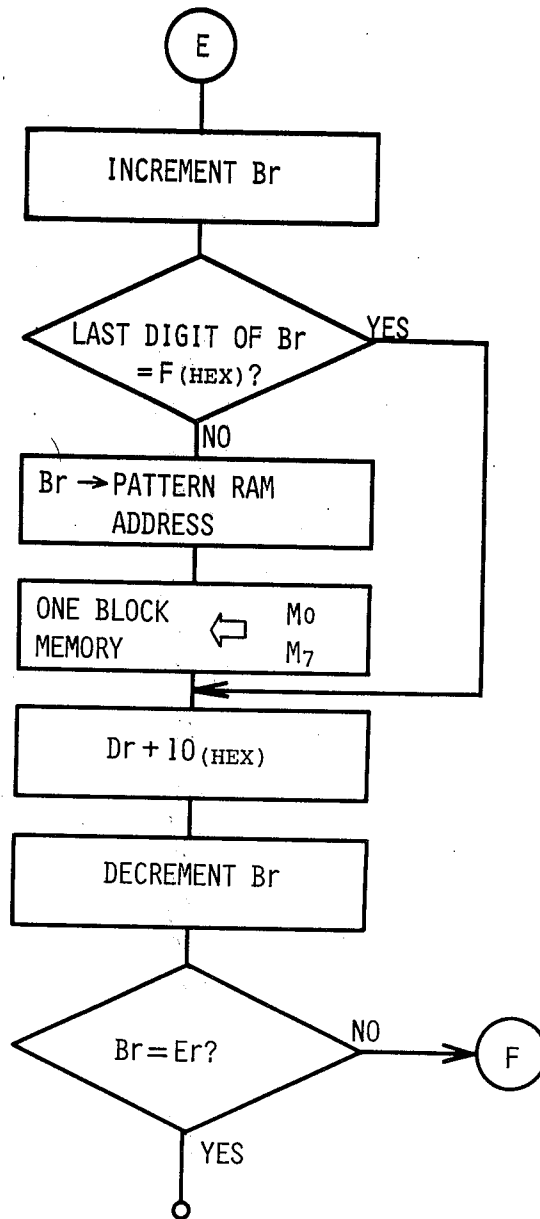 E
INCREMENT Br
LAST DIGIT OF Br
=F(HEX)?
YES
NO
Br→PATTERN RAM
ADDRESS
ONE BLOCK ⇦ M0
MEMORY M7
Dr+10(HEX)
DECREMENT Br
Br=Er?
NO
F
YES